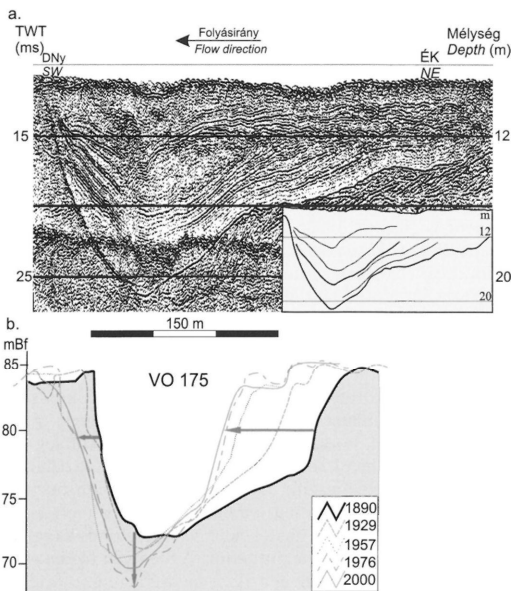 a.
TWT
(ms)
Folyásirány
Flow direction
Mélység
Depth (m)
DNy
SW
ÉK
NE
15
12
25
20
m
12
20
b.
150 m
mBf
85
VO 175
80
75
70
1890
1929
1957
1976
2000